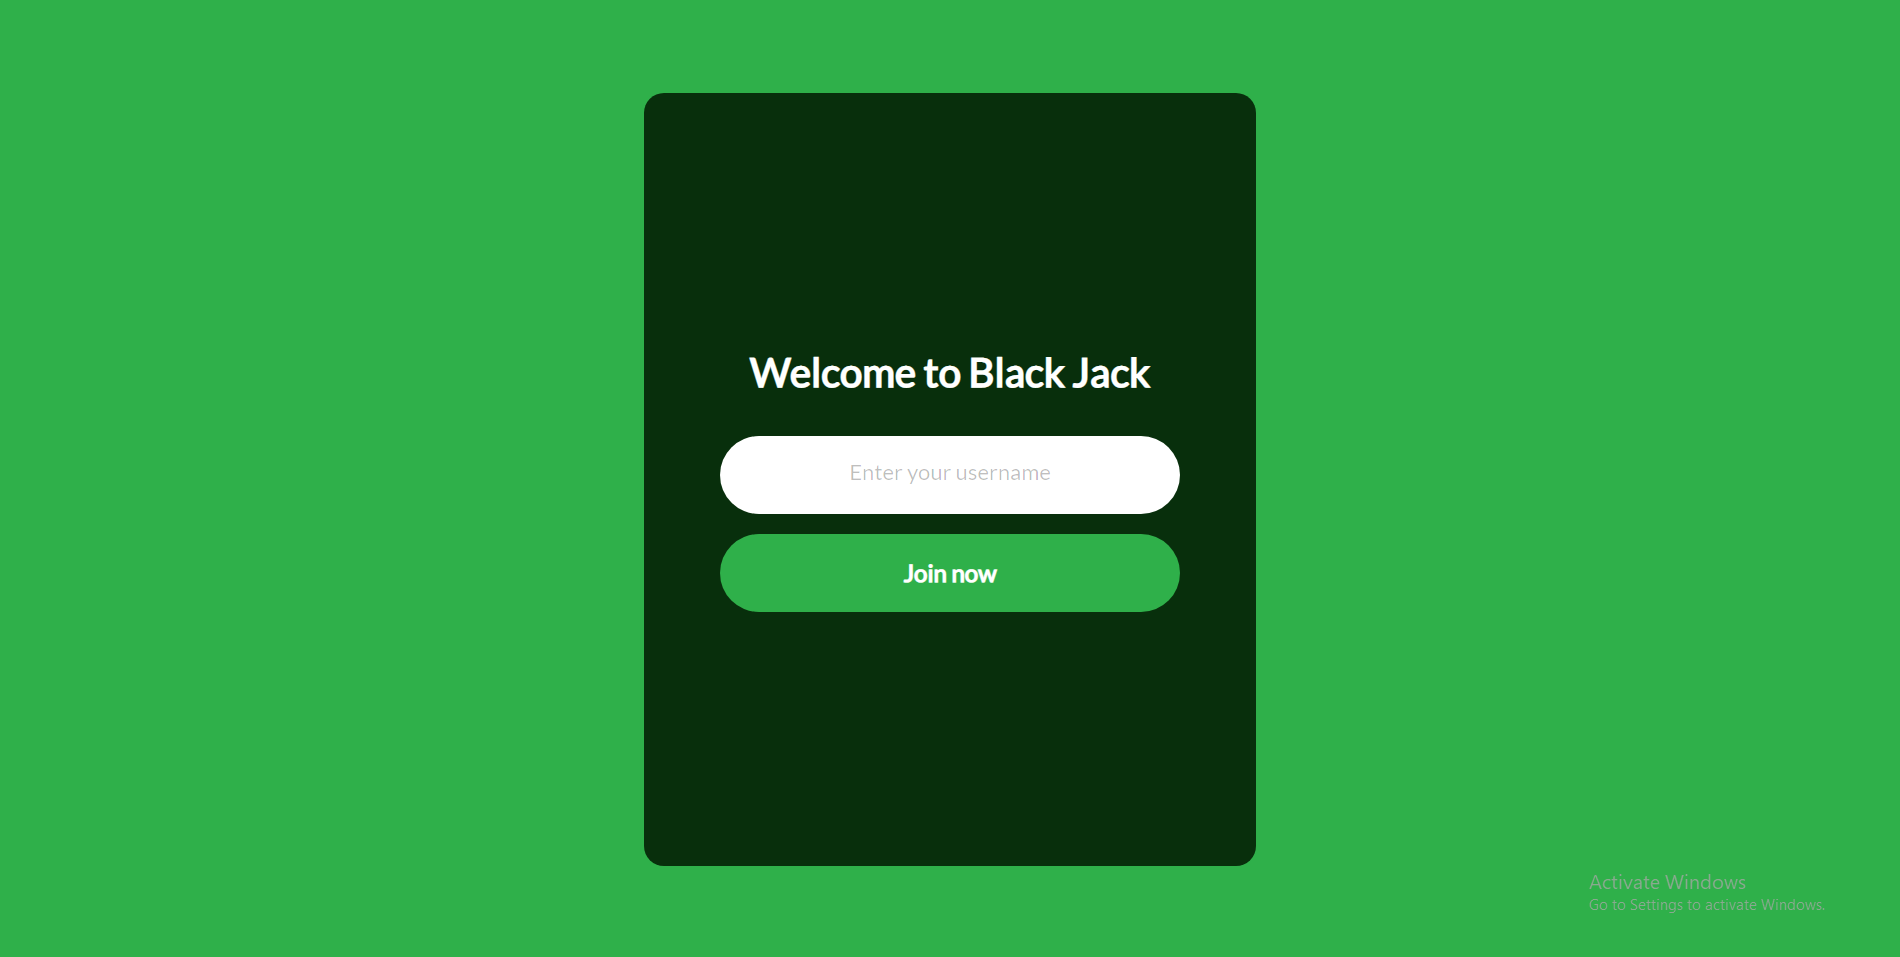 Welcome to Black Jack
Enter your username
Join now
Activate Windows
Go to Settings to activate Windows.